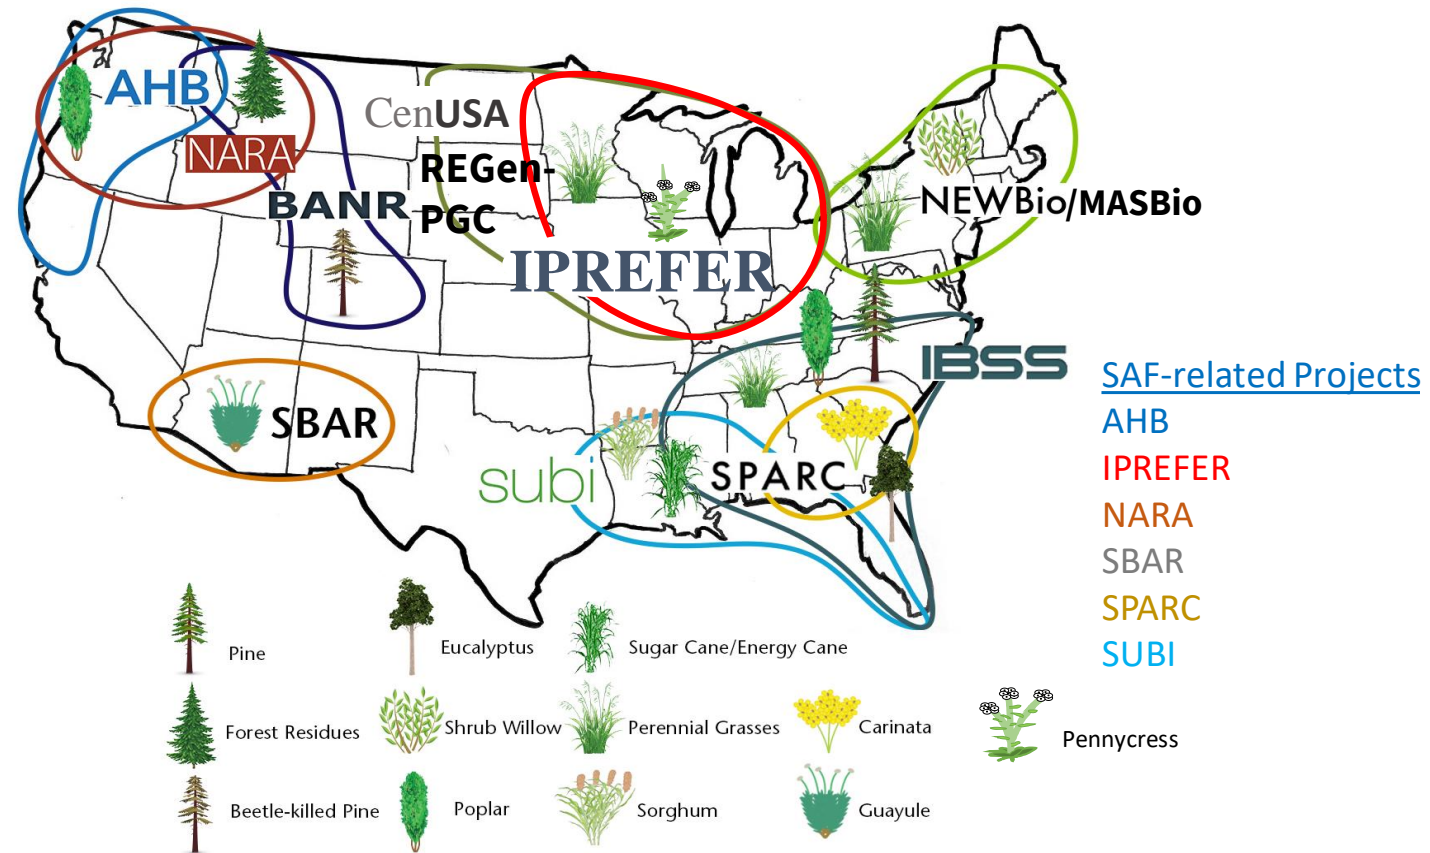 AHB
NARA
BANR
CenUSA
REGen-
PGC
IPREFER
NEWBio/MASBio
IBSS
SBAR
subi
SPARC
SAF-related Projects
AHB
IPREFER
NARA
SBAR
SPARC
SUBI
Pine
Eucalyptus
Sugar Cane/Energy Cane
Forest Residues
Shrub Willow
Perennial Grasses
Carinata
Pennycress
Beetle-killed Pine
Poplar
Sorghum
Guayule